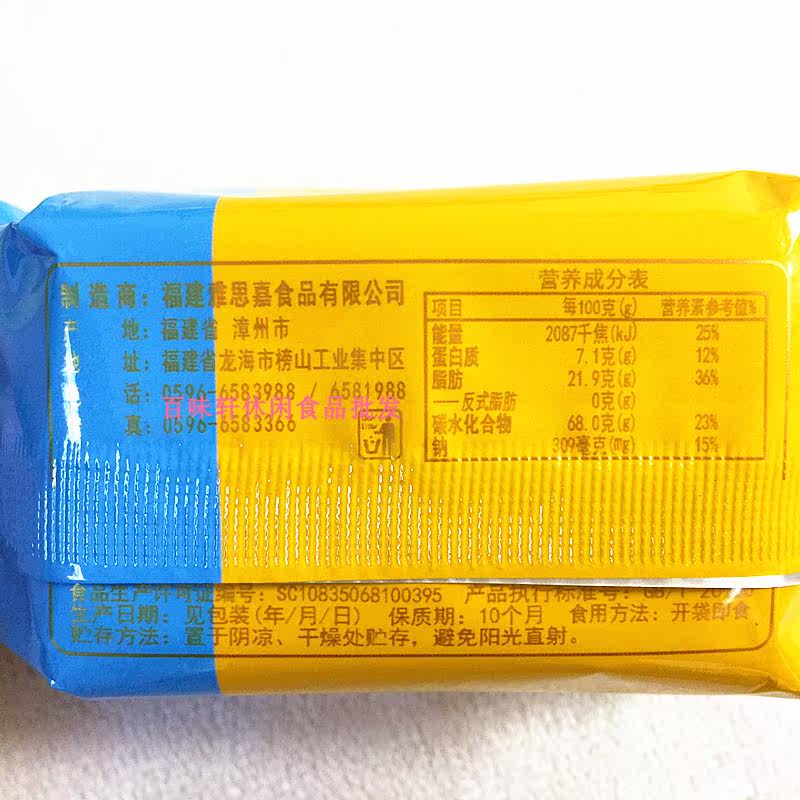 制造商：福建雅思嘉食品有限公司
产 地：福建省 漳州市
地 址：福建省龙海市榜山工业集中区
话：0596-6583988 / 6581988
真：0596-6583366
百味轩休闲食品批发
营养成分表
项目 每100克(g) 营养素参考值%
能量 2087千焦(kJ) 25%
蛋白质 7.1克(g) 12%
脂肪 21.9克(g) 36%
——反式脂肪 0克(g)
碳水化合物 68.0克(g) 23%
钠 309毫克(mg) 15%
食品生产许可证编号：SC10835068100395 产品执行标准号：GB/T
生产日期：见包装(年/月/日) 保质期：10个月 食用方法：开袋即食
贮存方法：置于阴凉、干燥处贮存，避免阳光直射。